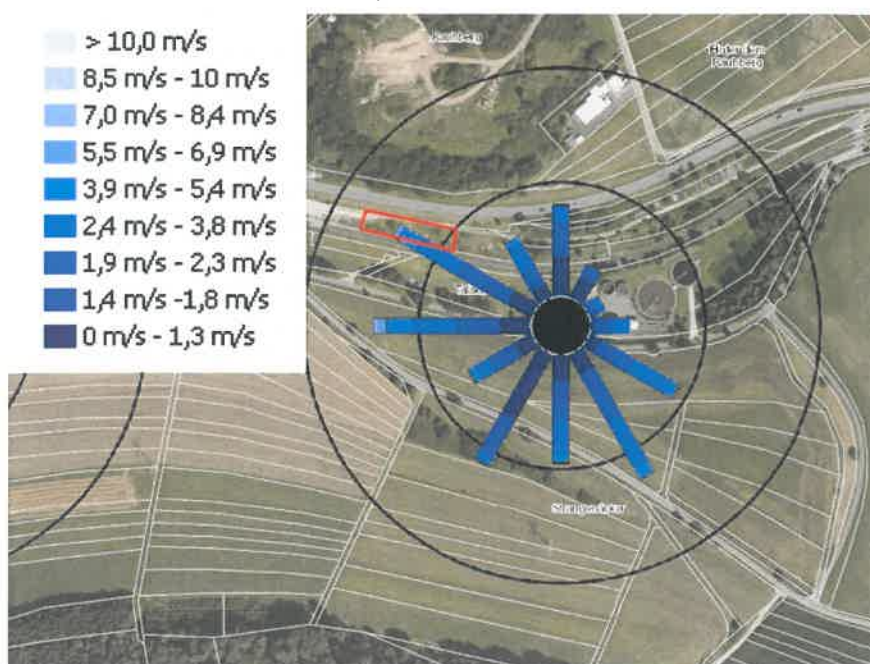 > 10,0 m/s
8,5 m/s - 10 m/s
7,0 m/s - 8,4 m/s
5,5 m/s - 6,9 m/s
3,9 m/s - 5,4 m/s
2,4 m/s - 3,8 m/s
1,9 m/s - 2,3 m/s
1,4 m/s -1,8 m/s
0 m/s - 1,3 m/s